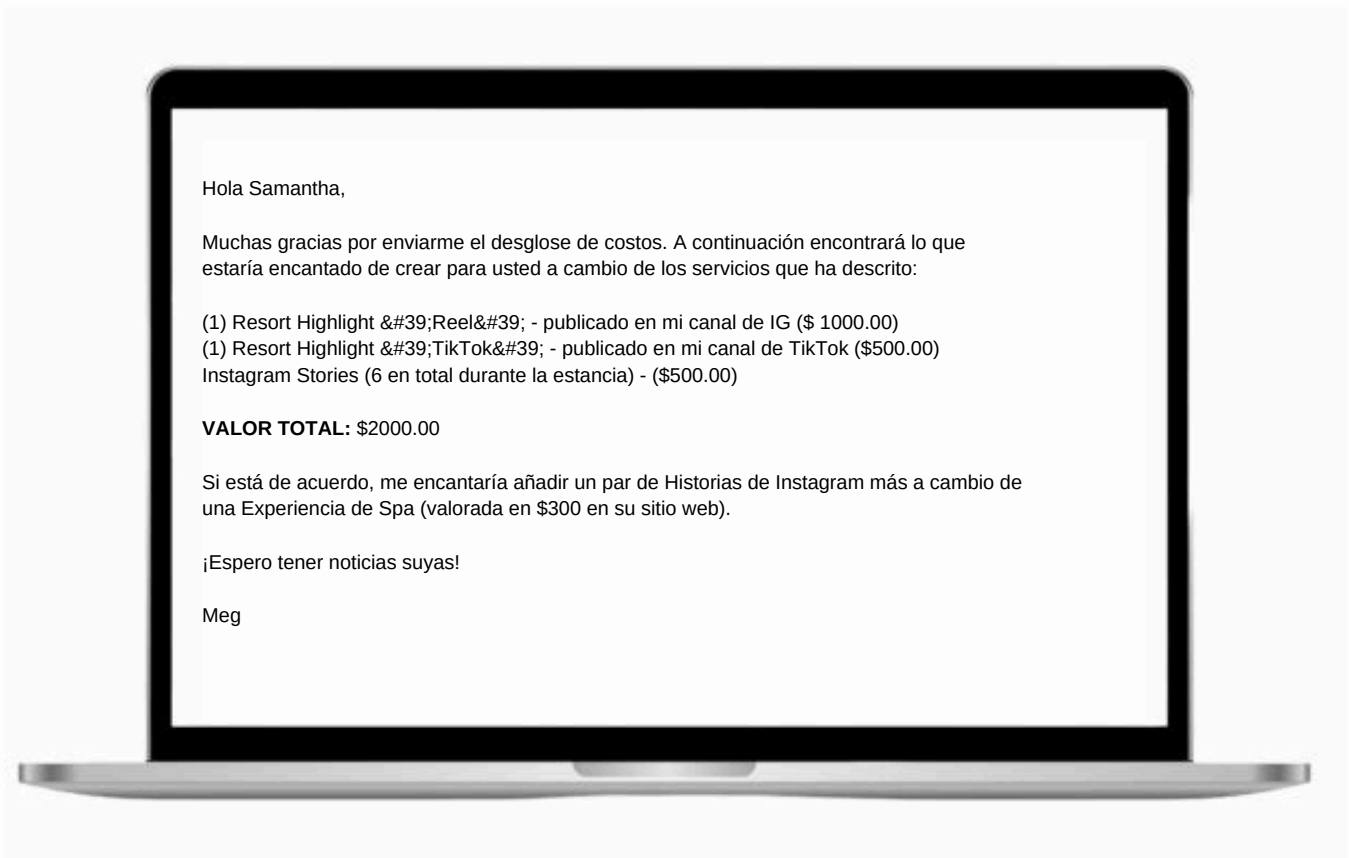 Hola Samantha,
Muchas gracias por enviarme el desglose de costos. A continuación encontrará lo que
estaría encantado de crear para usted a cambio de los servicios que ha descrito:
(1) Resort Highlight &#39;Reel&#39; - publicado en mi canal de IG ($ 1000.00)
(1) Resort Highlight &#39;TikTok&#39; - publicado en mi canal de TikTok ($500.00)
Instagram Stories (6 en total durante la estancia) - ($500.00)
VALOR TOTAL: $2000.00
Si está de acuerdo, me encantaría añadir un par de Historias de Instagram más a cambio de
una Experiencia de Spa (valorada en $300 en su sitio web).
¡Espero tener noticias suyas!
Meg